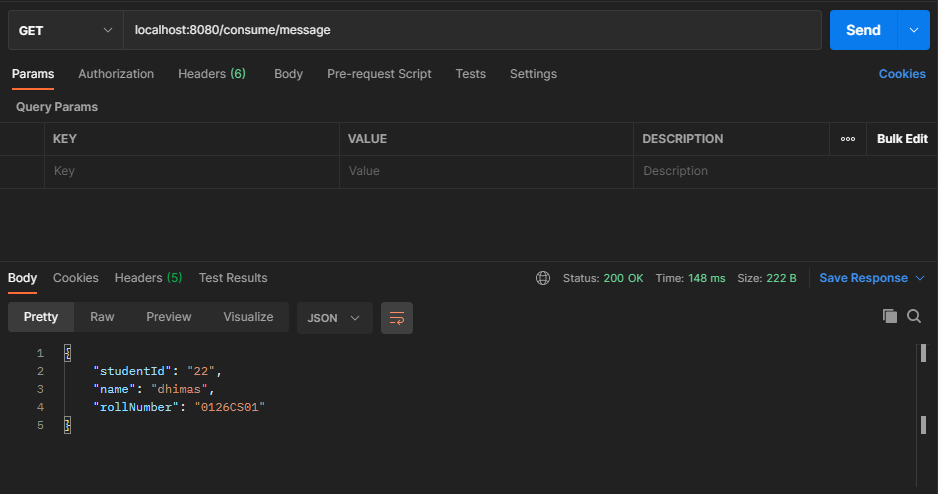 GET localhost:8080/consume/message Send
Params Authorization Headers (6) Body Pre-request Script Tests Settings Cookies
Query Params
KEY VALUE DESCRIPTION ooo Bulk Edit
Key Value Description
Body Cookies Headers (5) Test Results Status: 200 OK Time: 148 ms Size: 222 B Save Response
Pretty Raw Preview Visualize JSON
1 {
2 "studentId": "22",
3 "name": "dhimas",
4 "rollNumber": "0126CS01"
5 }